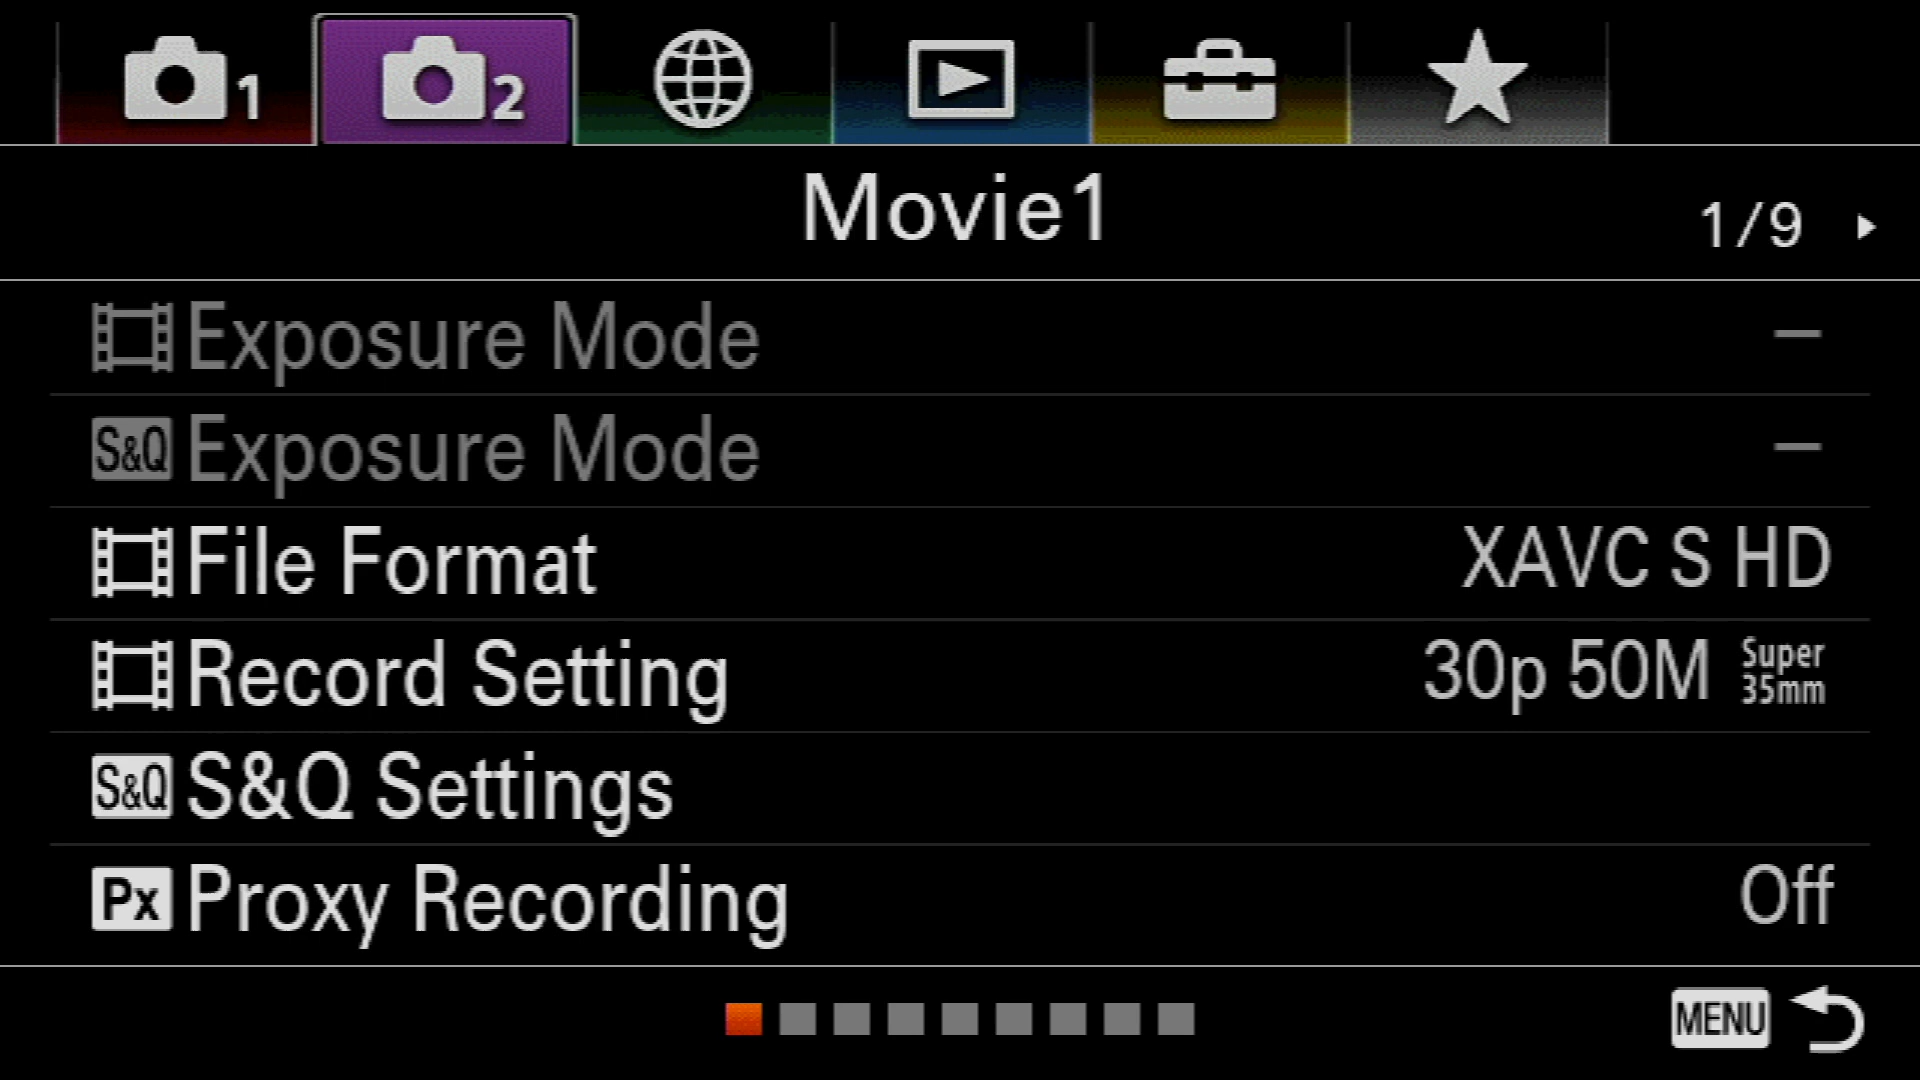 1 2
Movie1 1/9
Exposure Mode –
S&Q Exposure Mode –
File Format XAVC S HD
Record Setting 30p 50M Super 35mm
S&Q S&Q Settings
Px Proxy Recording Off
MENU